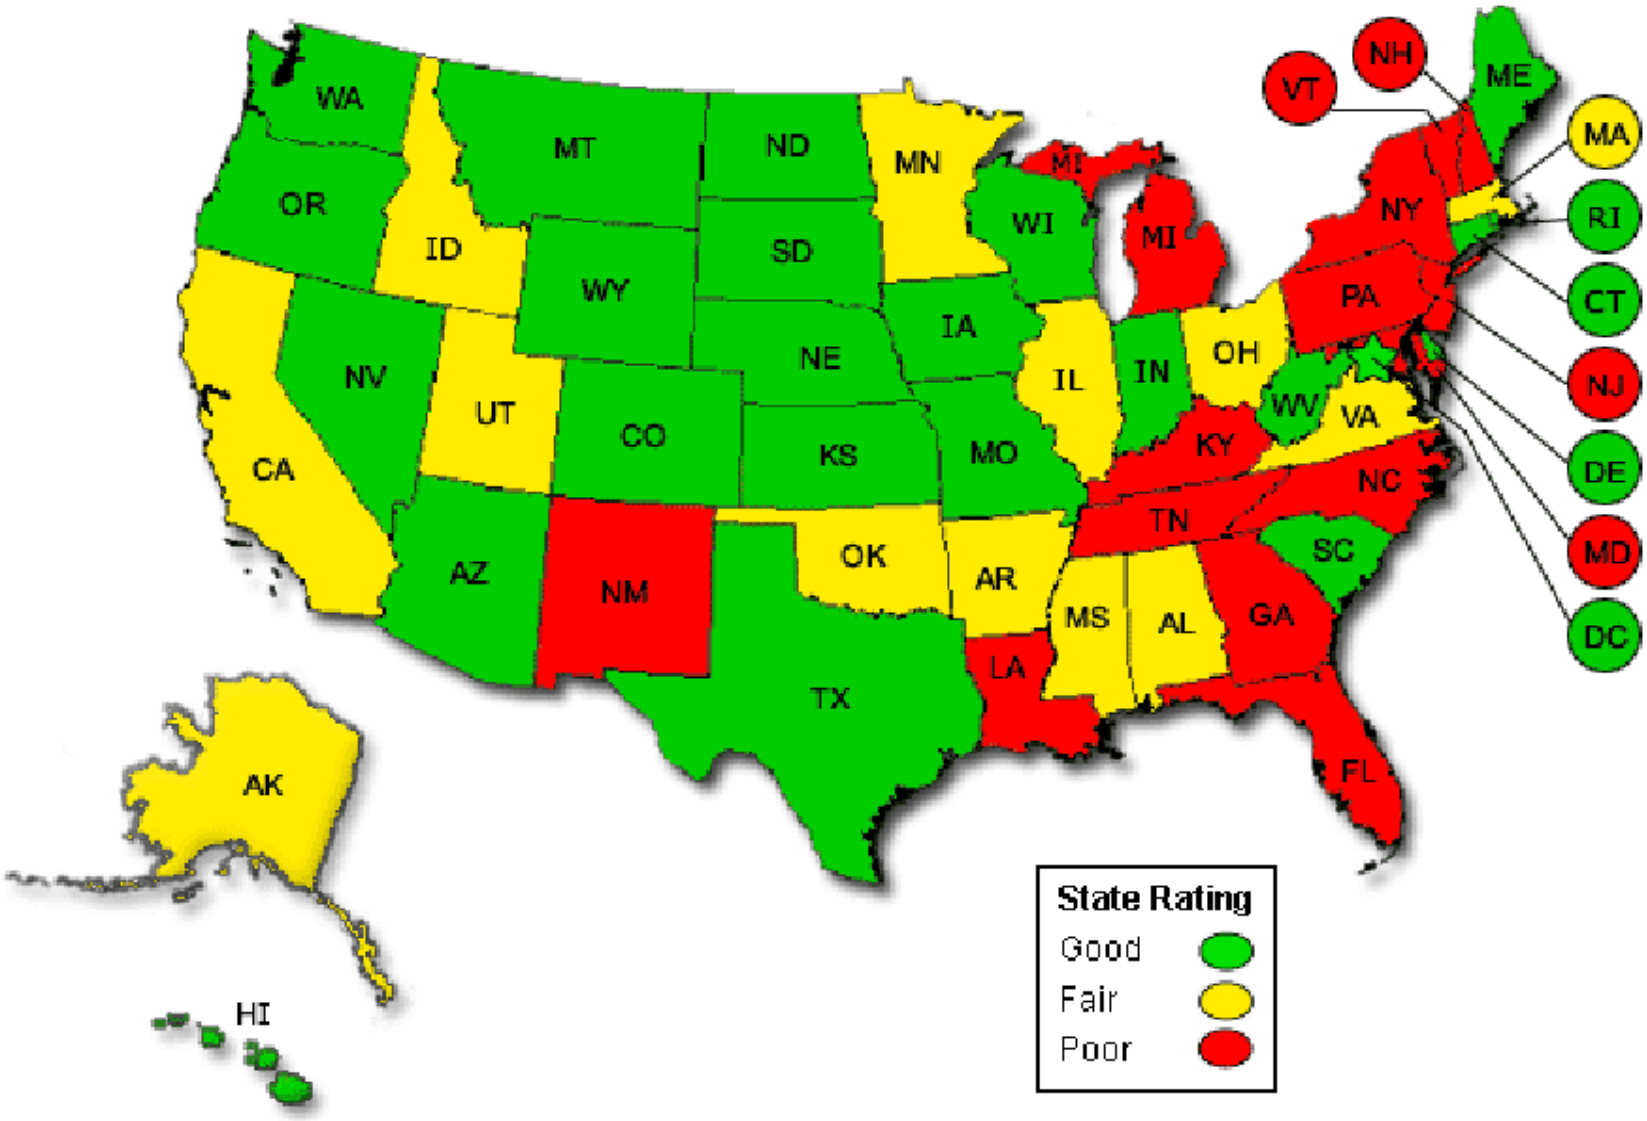 NH
VT
ME
WA
MA
MT
ND
MN
MI
OR
NY
RI
WI
MI
ID
SD
WY
PA
CT
IA
NE
OH
NV
IL
IN
NJ
UT
WV
VA
CO
KS
MO
KY
CA
DE
NC
TN
OK
SC
MD
AZ
AR
NM
MS
AL
GA
DC
LA
TX
FL
AK
State Rating
Good
Fair
HI
Poor